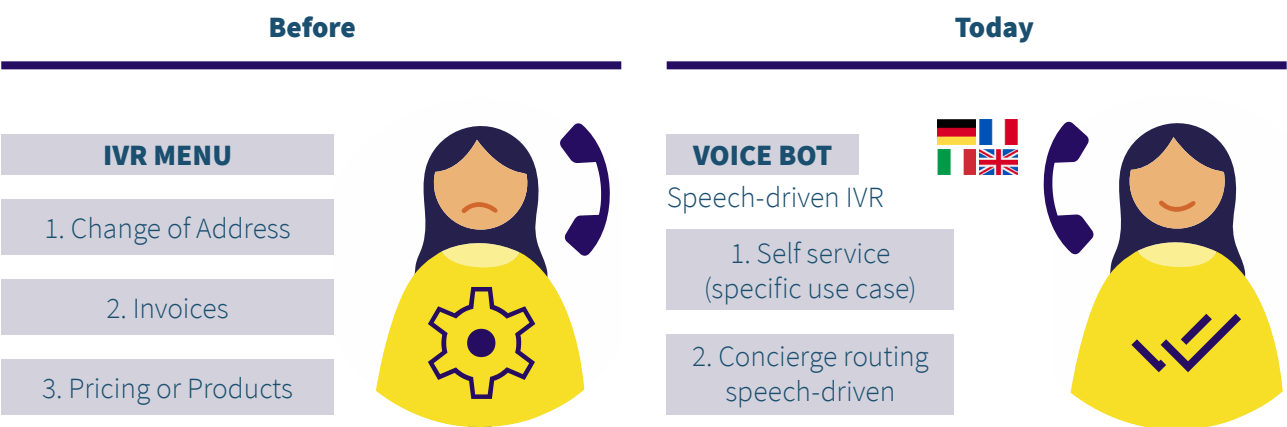 Before
IVR MENU
1. Change of Address
2. Invoices
3. Pricing or Products
Today
VOICE BOT
Speech-driven IVR
1. Self service
(specific use case)
2. Concierge routing
speech-driven